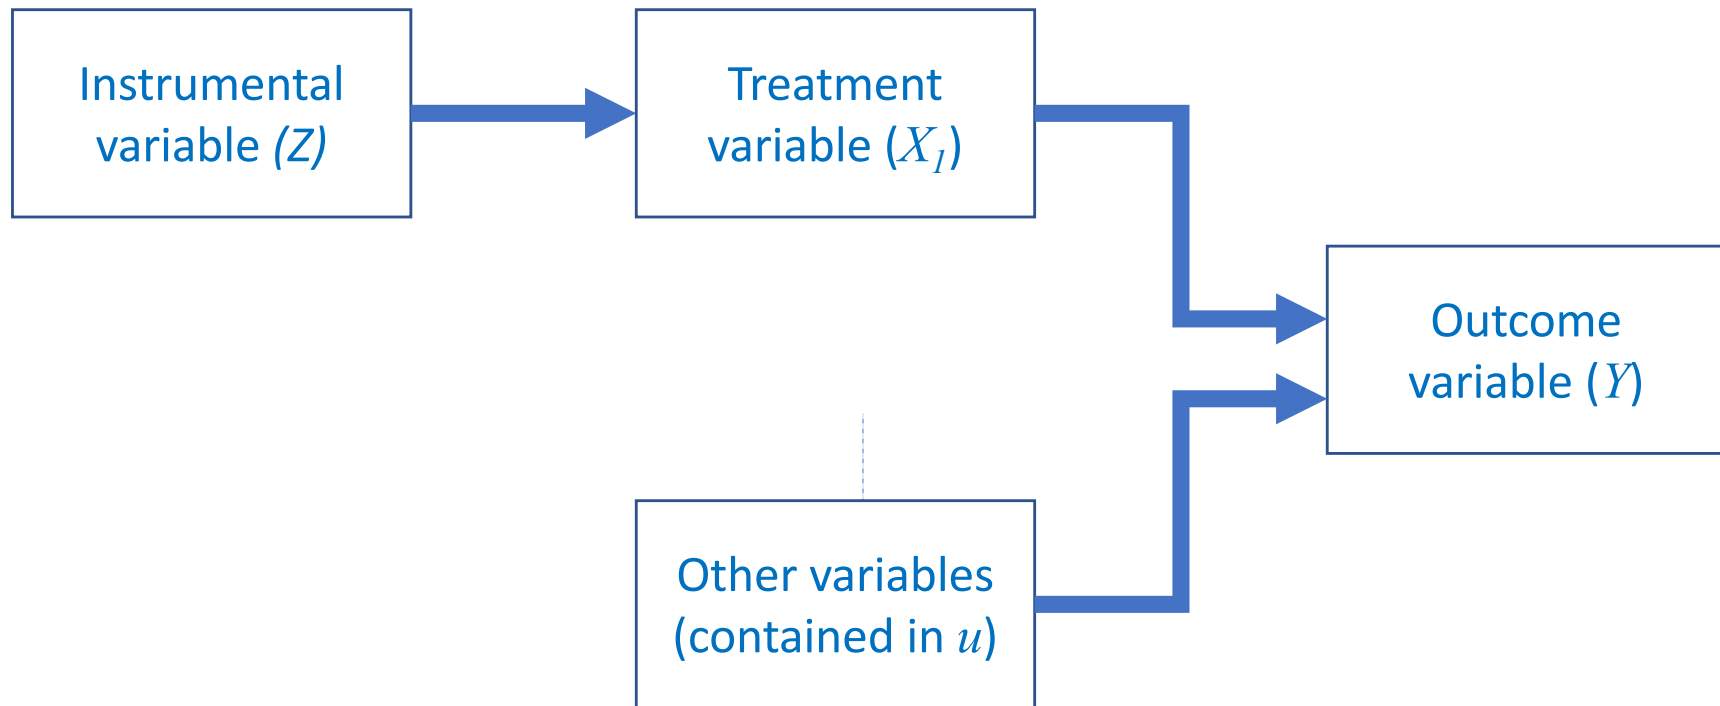 Instrumental
variable (Z)
Treatment
variable (X₁)
Outcome
variable (Y)
Other variables
(contained in u)